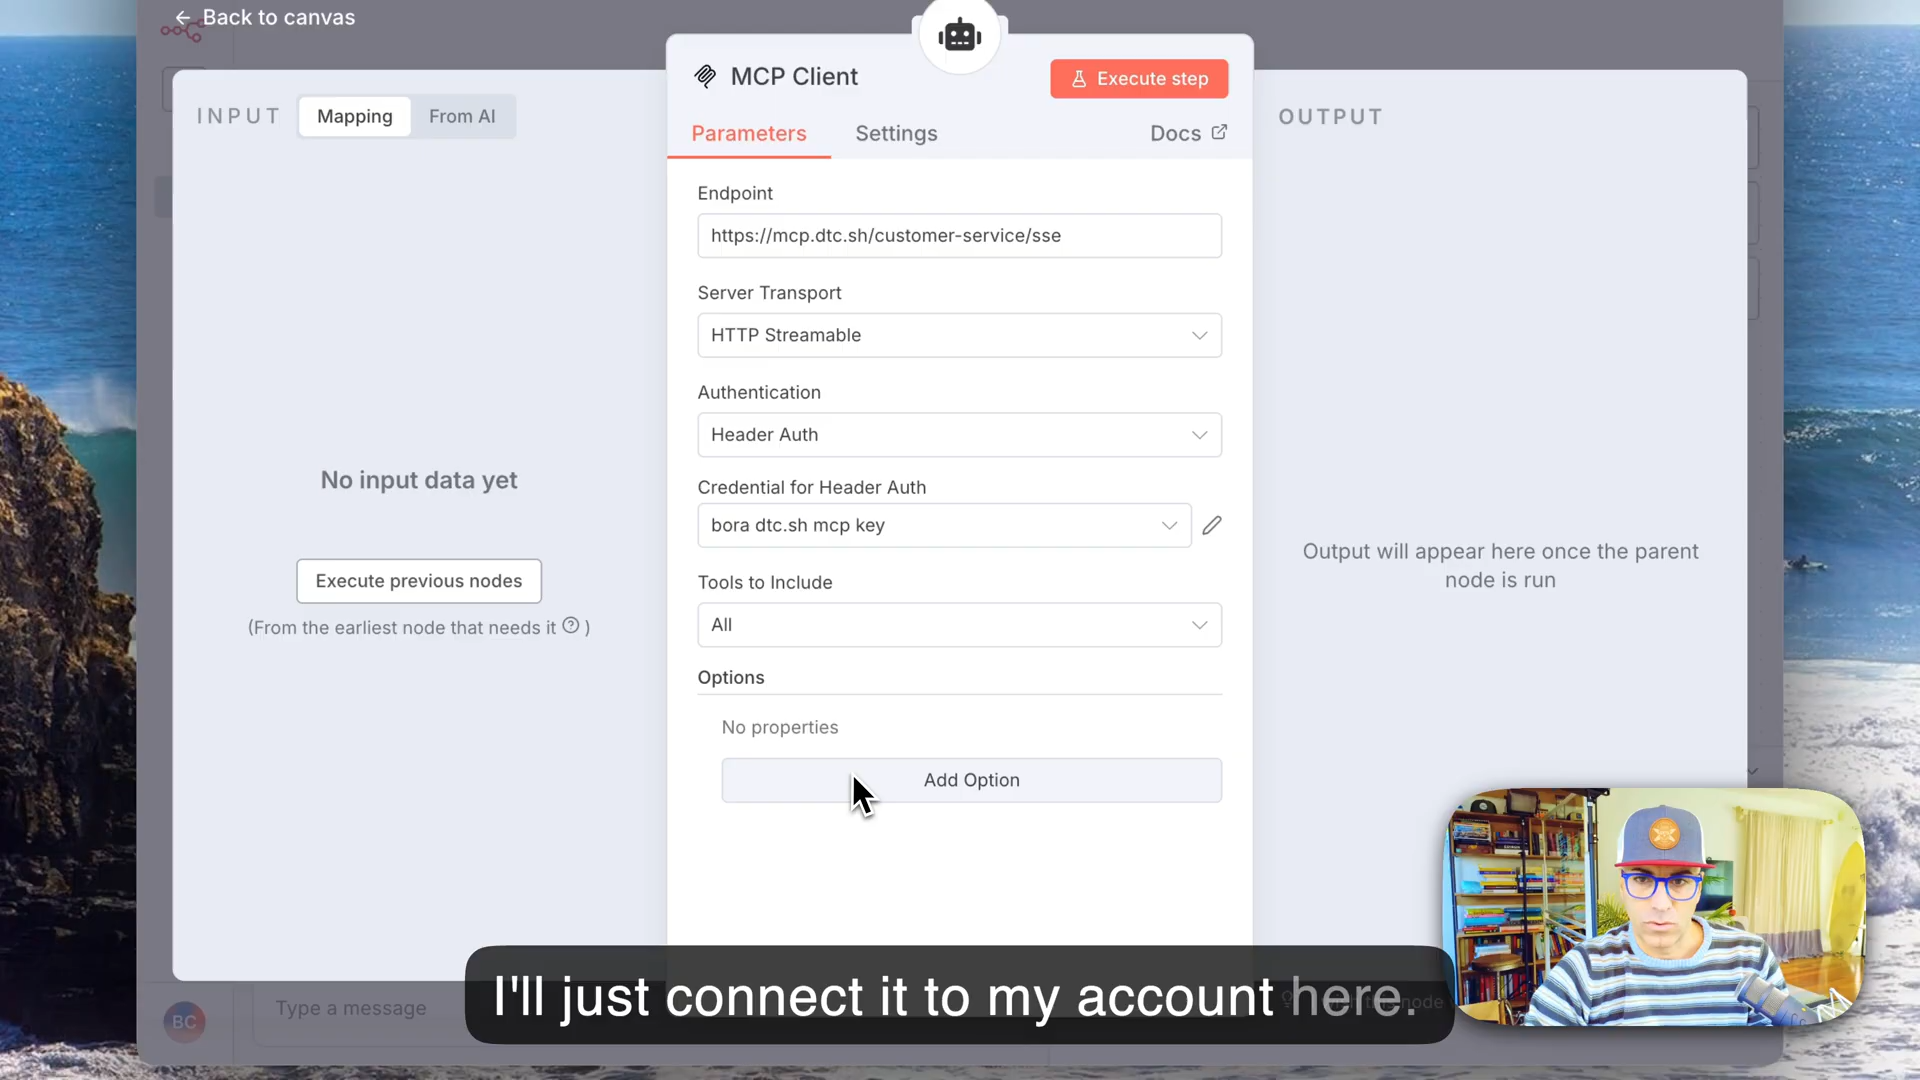 Back to canvas
INPUT
Mapping
From AI
MCP Client
Execute step
OUTPUT
Parameters
Settings
Docs
Endpoint
https://mcp.dtc.sh/customer-service/sse
Server Transport
HTTP Streamable
Authentication
Header Auth
Credential for Header Auth
bora dtc.sh mcp key
Tools to Include
All
Options
No properties
Add Option
No input data yet
Execute previous nodes
(From the earliest node that needs it ? )
Output will appear here once the parent
node is run
BC
Type a message
I'll just connect it to my account here.